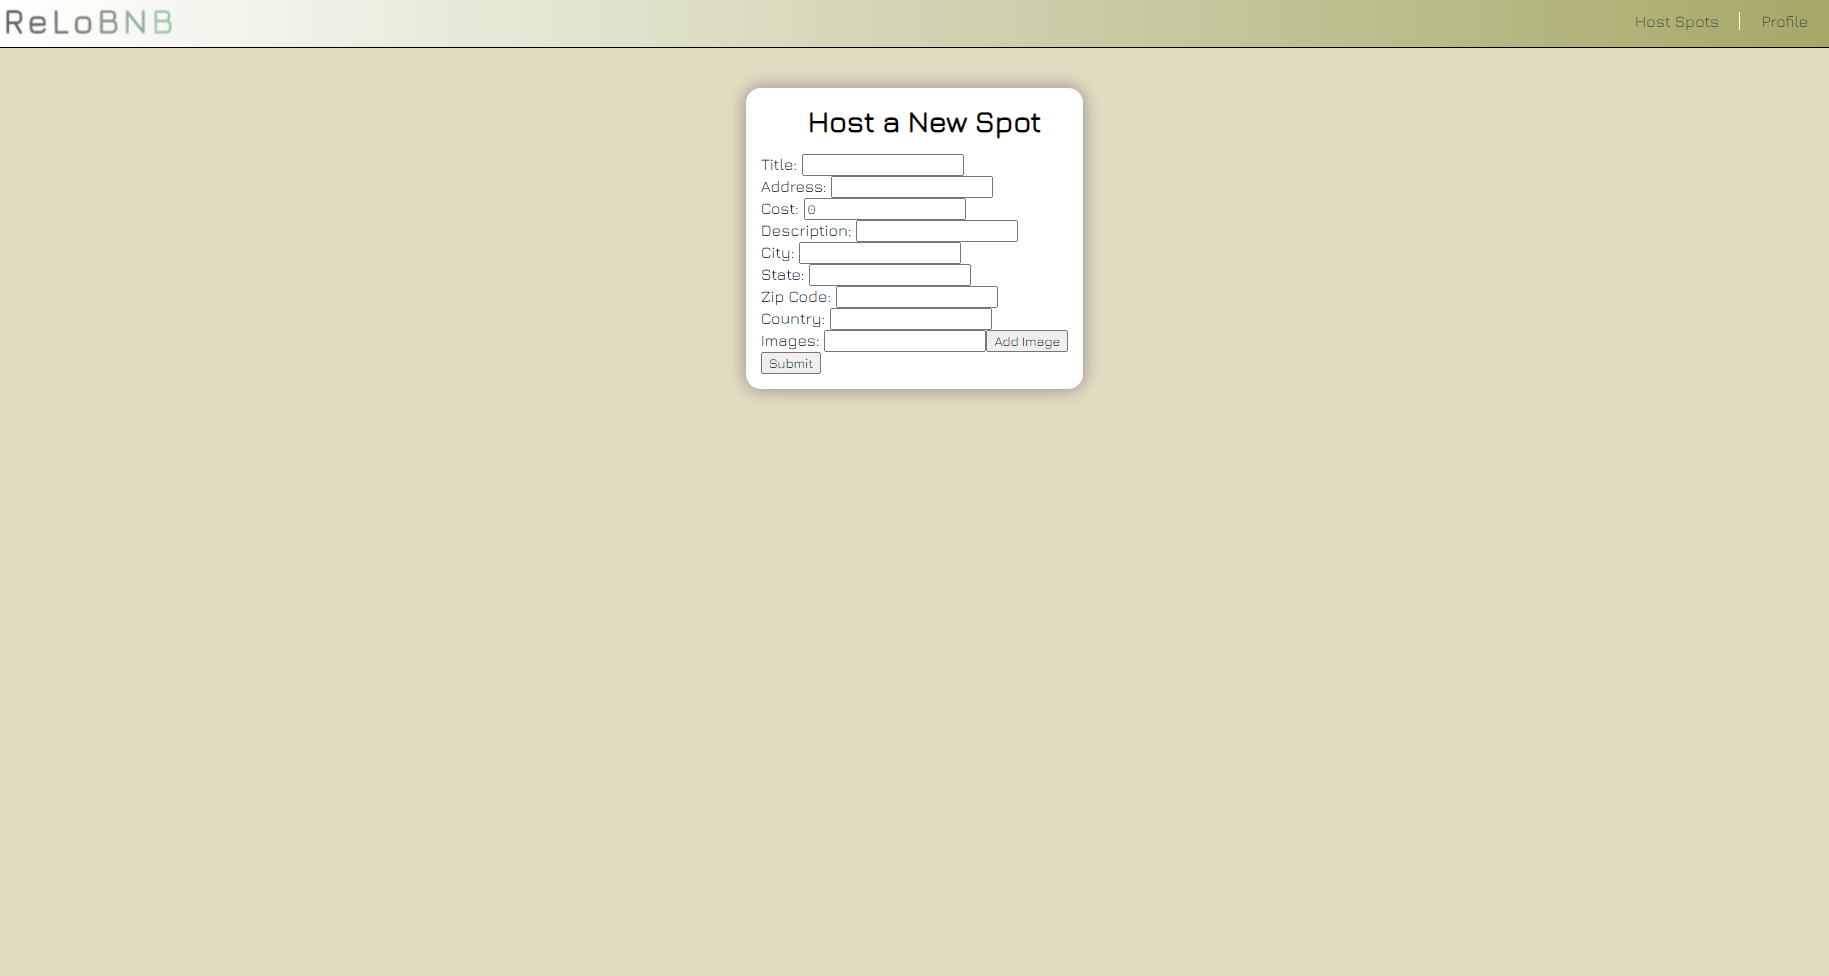 ReLoBNB
Host Spots
Profile
Host a New Spot
Title:
Address:
Cost: 0
Description:
City:
State:
Zip Code:
Country:
Images: Add Image
Submit